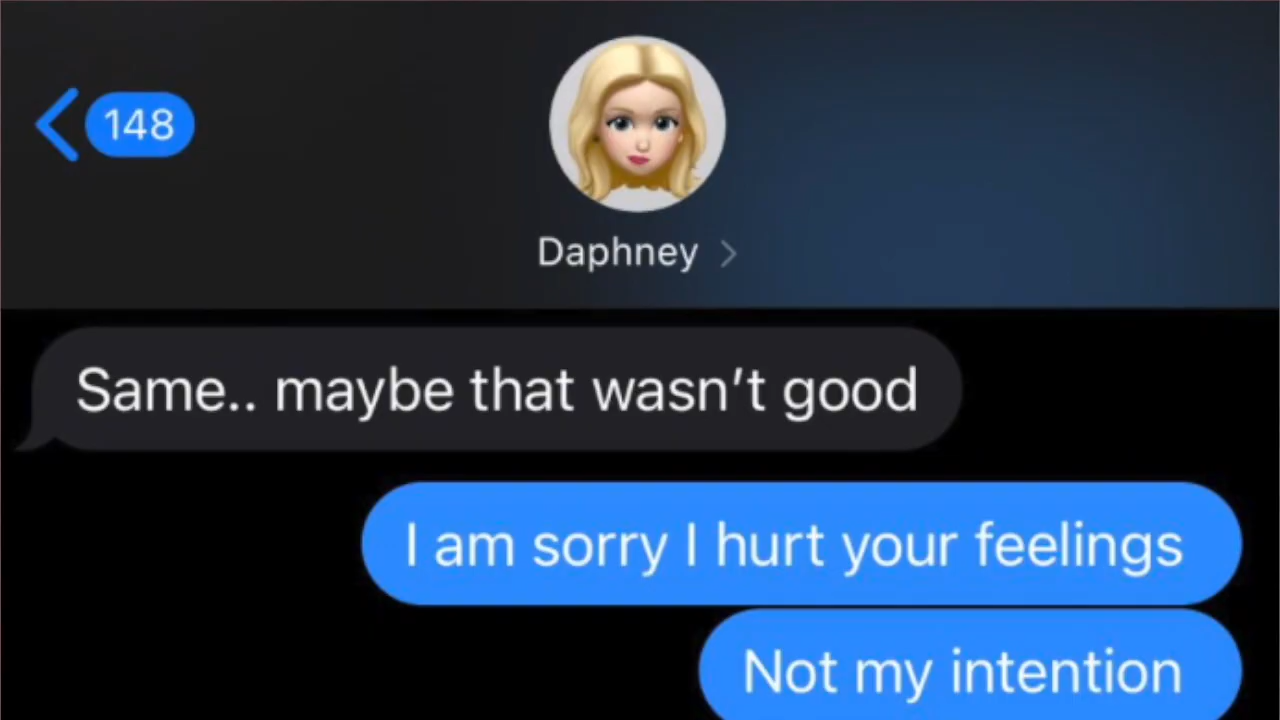 148
Daphney
Same.. maybe that wasn’t good
I am sorry I hurt your feelings
Not my intention